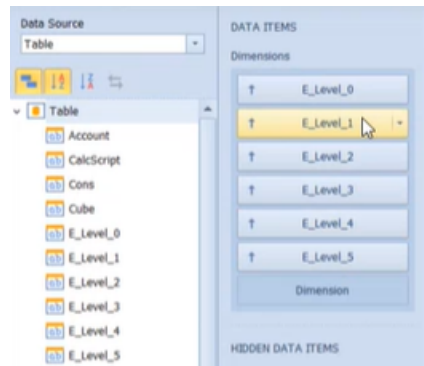 Data Source
Table
Table
Account
CalcScript
Cons
Cube
E_Level_0
E_Level_1
E_Level_2
E_Level_3
E_Level_4
E_Level_5
DATA ITEMS
Dimensions
E_Level_0
E_Level_1
E_Level_2
E_Level_3
E_Level_4
E_Level_5
Dimension
HIDDEN DATA ITEMS